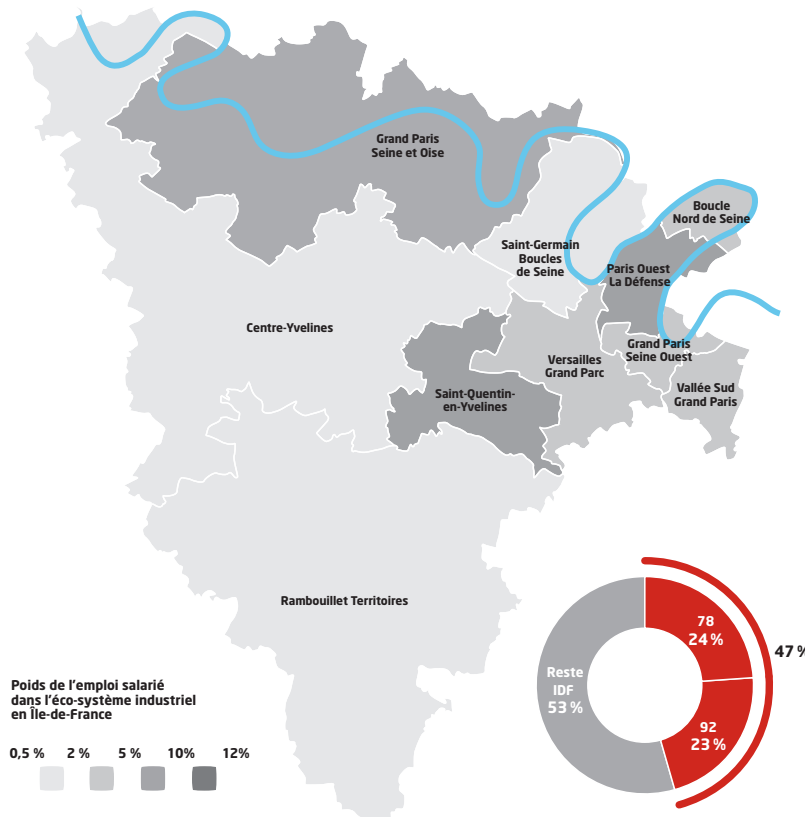 Grand Paris
Seine et Oise
Boucle
Nord de Seine
Saint-Germain
Boucles
de Seine
Paris Ouest
La Défense
Centre-Yvelines
Grand Paris
Seine Ouest
Versailles
Grand Parc
Vallée Sud
Grand Paris
Saint-Quentin-
en-Yvelines
Rambouillet Territoires
78
24 %
47 %
Reste
IDF
53 %
92
23 %
Poids de l'emploi salarié
dans l'éco-système industriel
en Île-de-France
0,5 % 2 % 5 % 10% 12%